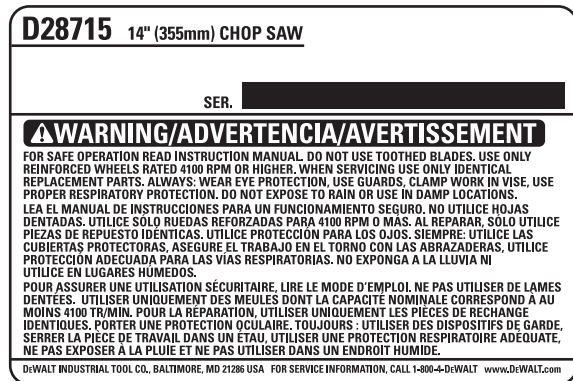 D28715 14" (355mm) CHOP SAW
SER.
WARNING/ADVERTENCIA/AVERTISSEMENT
FOR SAFE OPERATION READ INSTRUCTION MANUAL. DO NOT USE TOOTHED BLADES. USE ONLY
REINFORCED WHEELS RATED 4100 RPM OR HIGHER. WHEN SERVICING USE ONLY IDENTICAL
REPLACEMENT PARTS. ALWAYS: WEAR EYE PROTECTION, USE GUARDS, CLAMP WORK IN VISE, USE
PROPER RESPIRATORY PROTECTION. DO NOT EXPOSE TO RAIN OR USE IN DAMP LOCATIONS.
LEA EL MANUAL DE INSTRUCCIONES PARA UN FUNCIONAMIENTO SEGURO. NO UTILICE HOJAS
DENTADAS. UTILICE SÓLO RUEDAS REFORZADAS PARA 4100 RPM O MÁS. AL REPARAR, SÓLO UTILICE
PIEZAS DE REPUESTO IDÉNTICAS. UTILICE PROTECCIÓN PARA LOS OJOS. SIEMPRE: UTILICE LAS
CUBIERTAS PROTECTORAS, ASEGURE EL TRABAJO EN EL TORNO CON LAS ABRAZADERAS, UTILICE
PROTECCIÓN ADECUADA PARA LAS VÍAS RESPIRATORIAS. NO EXPONGA A LA LLUVIA NI
UTILICE EN LUGARES HÚMEDOS.
POUR ASSURER UNE UTILISATION SÉCURITAIRE, LIRE LE MODE D'EMPLOI. NE PAS UTILISER DE LAMES
DENTÉES. UTILISER UNIQUEMENT DES MEULES DONT LA CAPACITÉ NOMINALE CORRESPOND À AU
MOINS 4100 TR/MIN. POUR LA RÉPARATION, UTILISER UNIQUEMENT LES PIÈCES DE RECHANGE
IDENTIQUES. PORTER UNE PROTECTION OCULAIRE. TOUJOURS : UTILISER DES DISPOSITIFS DE GARDE,
SERRER LA PIÈCE DE TRAVAIL DANS UN ÉTAU, UTILISER UNE PROTECTION RESPIRATOIRE ADÉQUATE,
NE PAS EXPOSER À LA PLUIE ET NE PAS UTILISER DANS UN ENDROIT HUMIDE.
DEWALT INDUSTRIAL TOOL CO., BALTIMORE, MD 21286 USA FOR SERVICE INFORMATION, CALL 1-800-4-DEWALT www.DEWALT.com